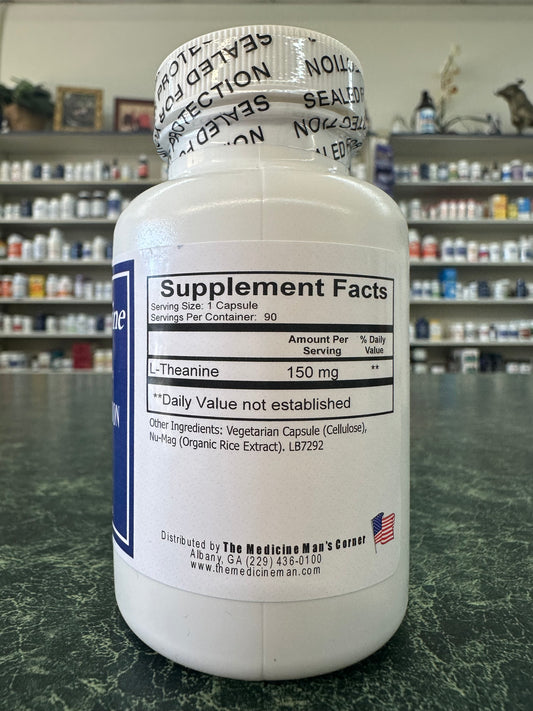 SEALED FOR
PROTECTION
SEALED
NOTION
SEALED F
Supplement Facts
Serving Size: 1 Capsule
Servings Per Container: 90
Amount Per Serving % Daily Value
L-Theanine 150 mg **
**Daily Value not established
Other Ingredients: Vegetarian Capsule (Cellulose),
Nu-Mag (Organic Rice Extract). LB7292
Distributed by The Medicine Man's Corner
Albany, GA (229) 436-0100
www.themedicineman.com